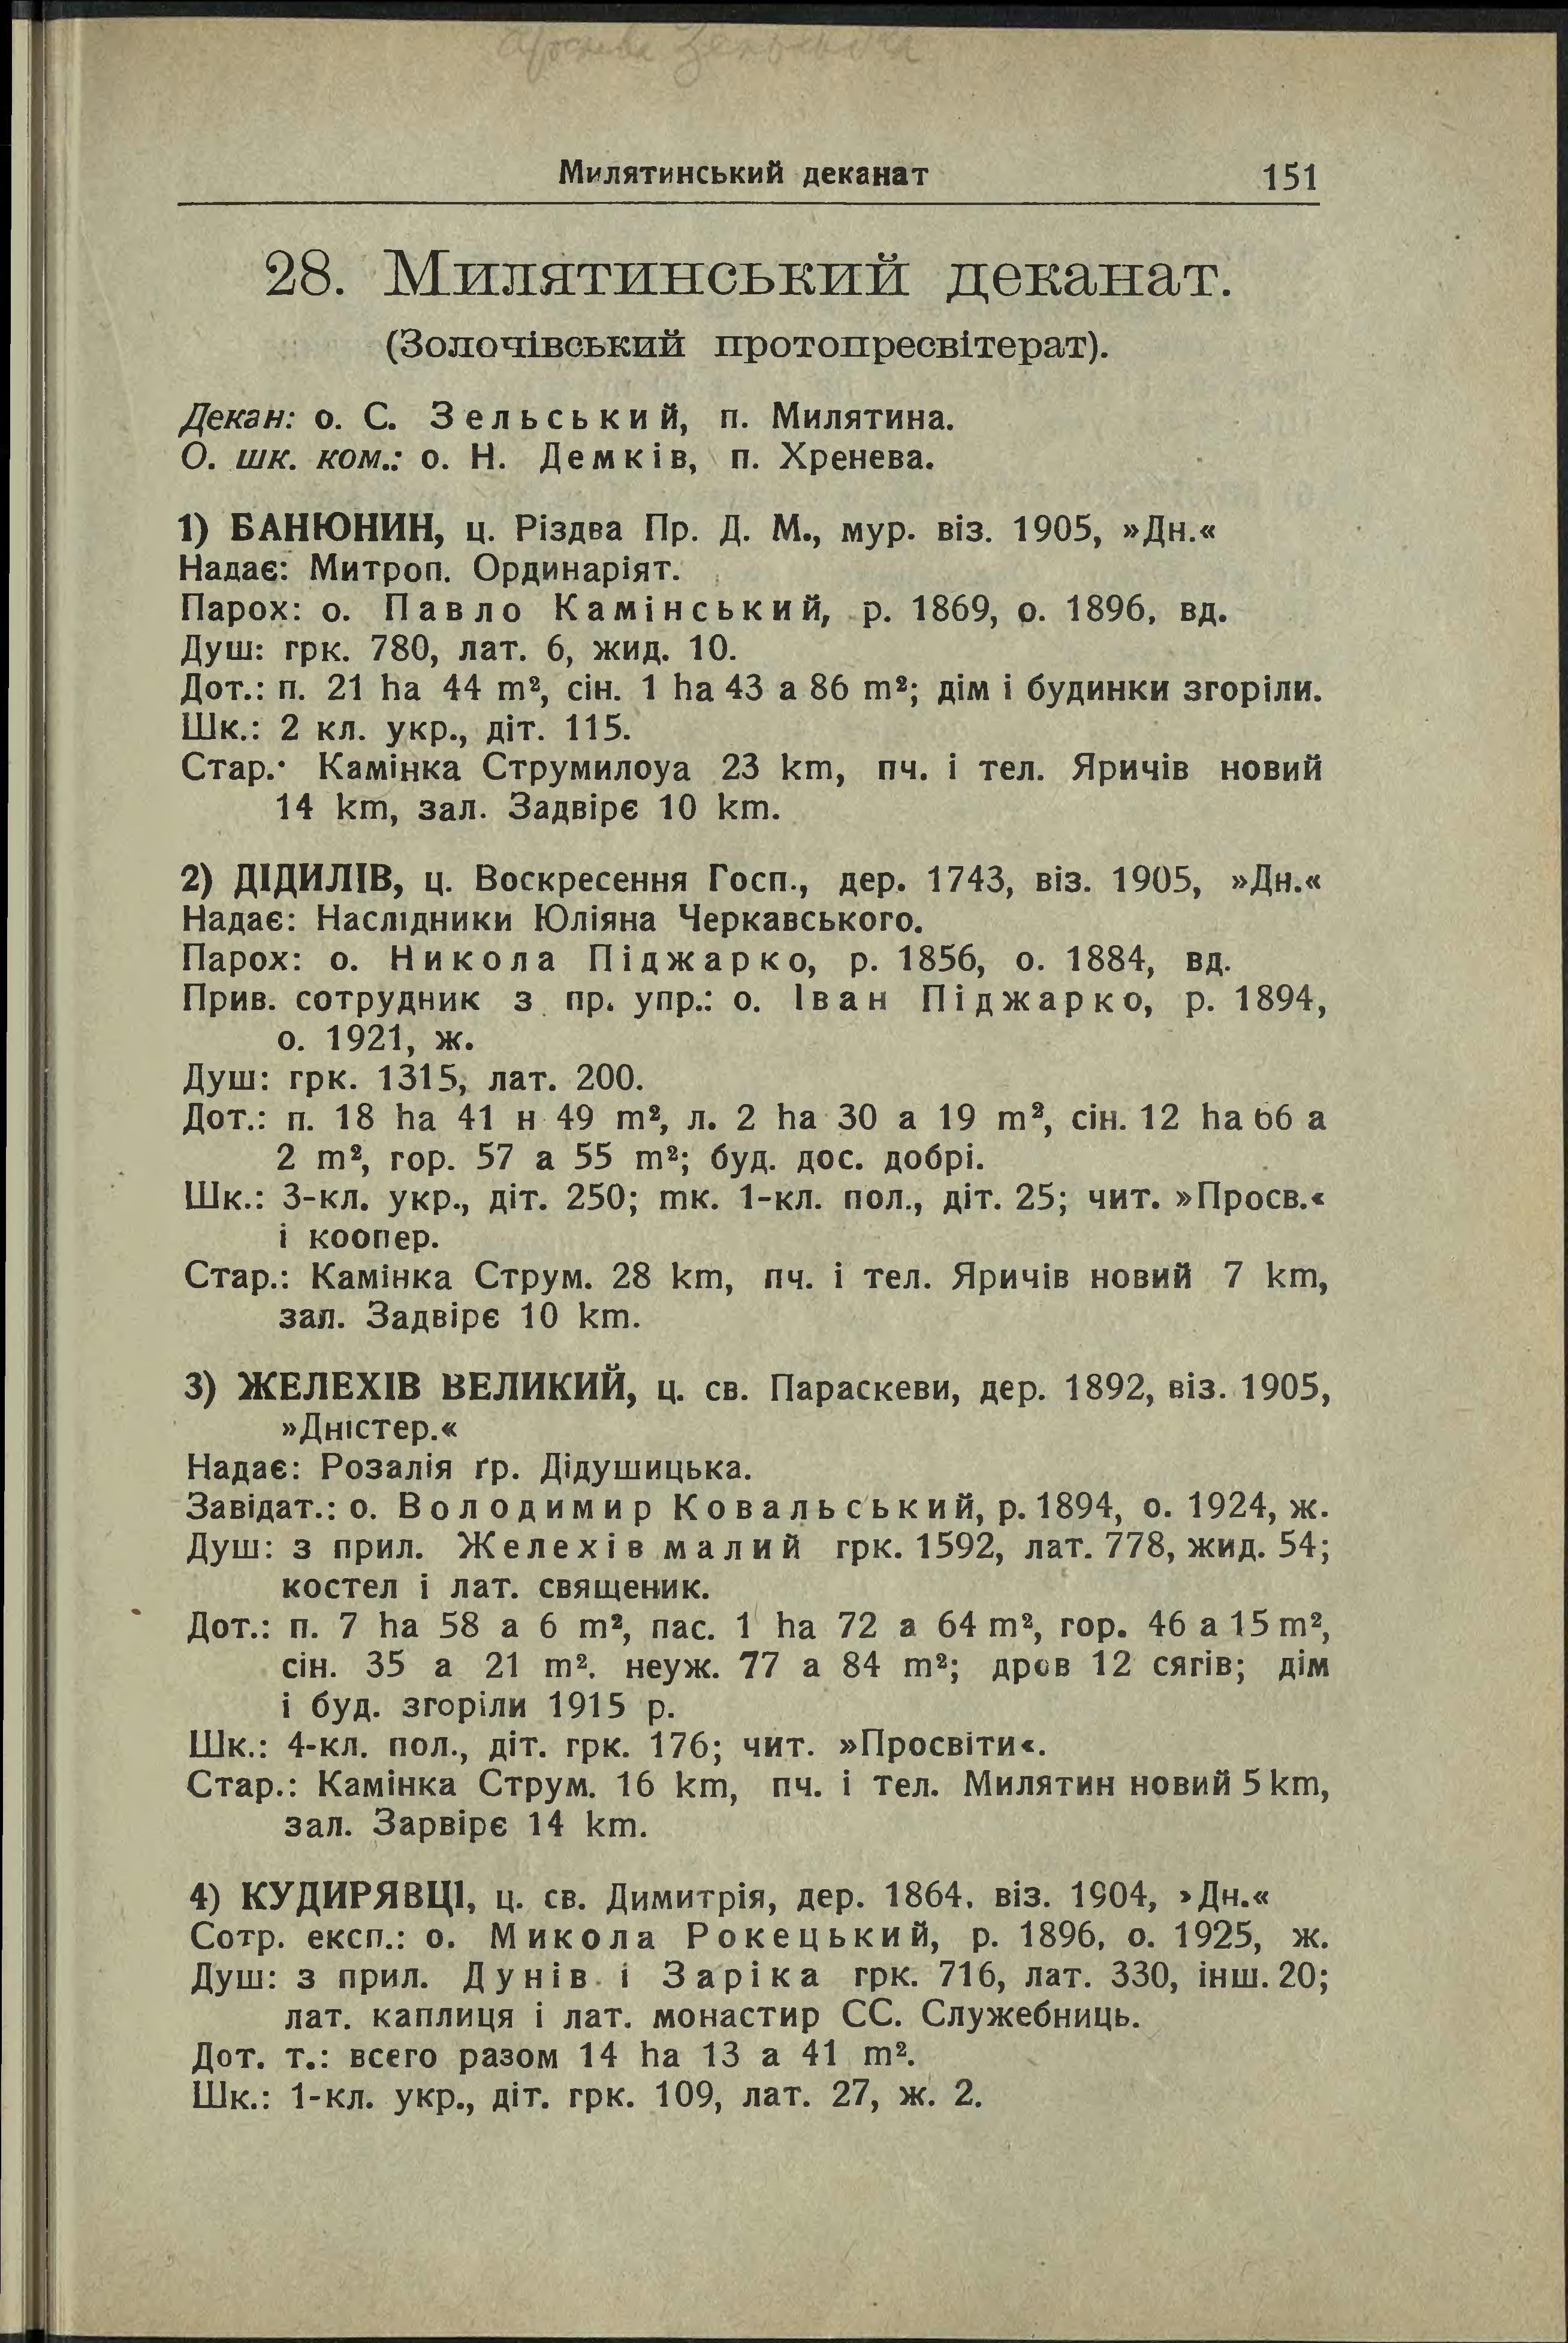 Милятинський деканат 151
28. Милятинський деканат.
(Золочівський протопресвітерат).
Декан: о. С. Зельський, п. Милятина.
О. шк. ком.: о. Н. Демків, п. Хренева.
1) БАНЮНИН, ц. Різдва Пр. Д. М., мур. віз. 1905, »Дн.«
Надає: Митроп. Ординаріят.
Парох: о. Павло Камінський, р. 1869, о. 1896, вд.
Душ: грк. 780, лат. 6, жид. 10.
Дот.: п. 21 ha 44 m², сін. 1 ha 43 a 86 m²; дім і будинки згоріли.
Шк.: 2 кл. укр., діт. 115.
Стар.· Камінка Струмилоуа 23 km, пч. і тел. Яричів новий
14 km, зал. Задвірє 10 km.
2) ДІДИЛІВ, ц. Воскресення Госп., дер. 1743, віз. 1905, »Дн.«
Надає: Наслідники Юліяна Черкавського.
Парох: о. Никола Піджарко, р. 1856, о. 1884, вд.
Прив. сотрудник з пр. упр.: о. Іван Піджарко, р. 1894,
о. 1921, ж.
Душ: грк. 1315, лат. 200.
Дот.: п. 18 ha 41 н 49 m², л. 2 ha 30 a 19 m², сін. 12 ha 66 a
2 m², гор. 57 a 55 m²; буд. дос. добрі.
Шк.: 3-кл. укр., діт. 250; тк. 1-кл. пол., діт. 25; чит. »Просв.«
і коопер.
Стар.: Камінка Струм. 28 km, пч. і тел. Яричів новий 7 km,
зал. Задвірє 10 km.
3) ЖЕЛЕХІВ ВЕЛИКИЙ, ц. св. Параскеви, дер. 1892, віз. 1905,
»Дністер.«
Надає: Розалія ґр. Дідушицька.
Завідат.: о. Володимир Ковальський, р. 1894, о. 1924, ж.
Душ: з прил. Желехів малий грк. 1592, лат. 778, жид. 54;
костел і лат. священик.
Дот.: п. 7 ha 58 a 6 m², пас. 1 ha 72 a 64 m², гор. 46 a 15 m²,
сін. 35 a 21 m². неуж. 77 a 84 m²; дров 12 сягів; дім
і буд. згоріли 1915 р.
Шк.: 4-кл. пол., діт. грк. 176; чит. »Просвіти«.
Стар.: Камінка Струм. 16 km, пч. і тел. Милятин новий 5 km,
зал. Зарвірє 14 km.
4) КУДИРЯВЦІ, ц. св. Димитрія, дер. 1864. віз. 1904, »Дн.«
Сотр. експ.: о. Микола Рокецький, р. 1896, о. 1925, ж.
Душ: з прил. Дунів і Заріка грк. 716, лат. 330, інш. 20;
лат. каплиця і лат. монастир СС. Служебниць.
Дот. т.: всего разом 14 ha 13 a 41 m².
Шк.: 1-кл. укр., діт. грк. 109, лат. 27, ж. 2.